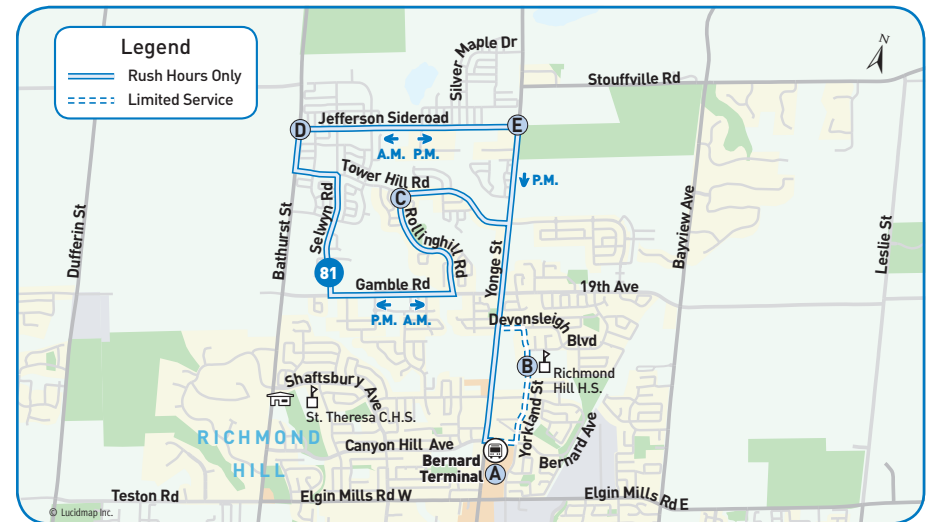 Legend
Rush Hours Only
Limited Service
N
Silver Maple Dr
Stouffville Rd
Jefferson Sideroad
D
E
A.M. P.M.
P.M.
Tower Hill Rd
C
Rollinghill Rd
Selwyn Rd
Bathurst St
Dufferin St
Yonge St
Bayview Ave
Leslie St
81
Gamble Rd
P.M. A.M.
19th Ave
Devonsleigh
Blvd
B
Richmond
Hill H.S.
Yorkland St
Shaftsbury Ave
St. Theresa C.H.S.
RICHMOND
HILL
Canyon Hill Ave
Bernard Ave
Bernard
Terminal
A
Teston Rd
Elgin Mills Rd W
Elgin Mills Rd E
© Lucidmap Inc.